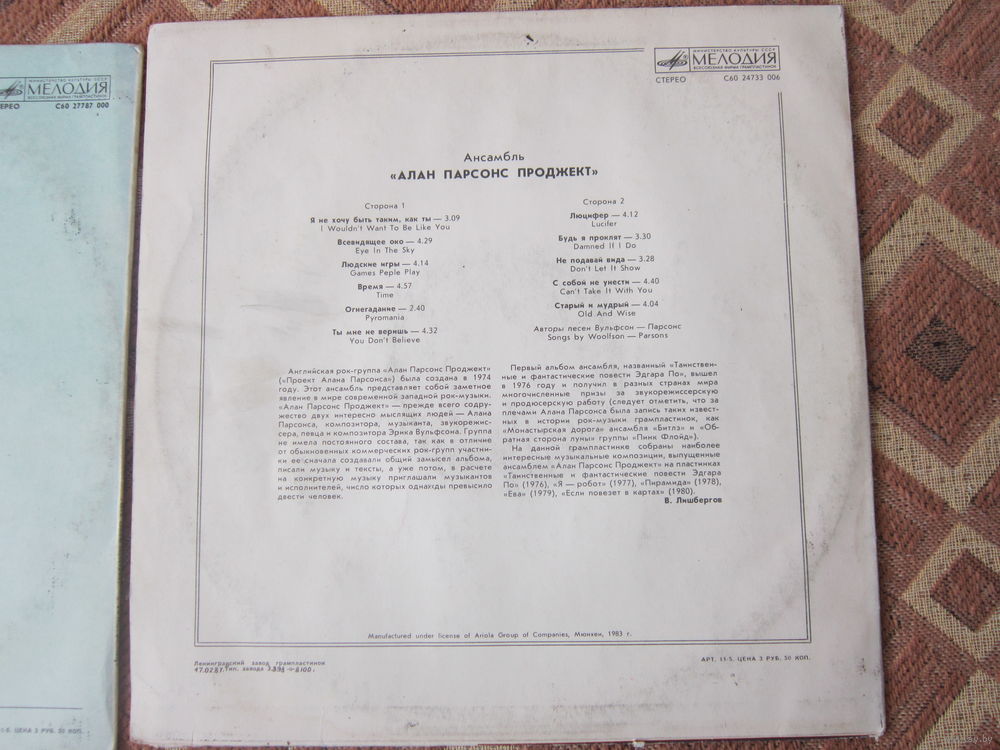 МИНИСТЕРСТВО КУЛЬТУРЫ СССР
МЕЛОДИЯ
ВСЕСОЮЗНАЯ ФИРМА ГРАМПЛАСТИНОК
ЕРЕО С60 27787 000
МИНИСТЕРСТВО КУЛЬТУРЫ СССР
МЕЛОДИЯ
ВСЕСОЮЗНАЯ ФИРМА ГРАМПЛАСТИНОК
СТЕРЕО С60 24733 006
Ансамбль
«АЛАН ПАРСОНС ПРОДЖЕКТ»
Сторона 1
Я не хочу быть таким, как ты — 3.09
I Wouldn't Want To Be Like You
Всевидящее око — 4.29
Eye In The Sky
Людские игры — 4.14
Games Peple Play
Время — 4.57
Time
Огнегадание — 2.40
Pyromania
Ты мне не веришь — 4.32
You Don't Believe
Сторона 2
Люцифер — 4.12
Lucifer
Будь я проклят — 3.30
Damned If I Do
Не подавай вида — 3.28
Don't Let It Show
С собой не унести — 4.40
Can't Take It With You
Старый и мудрый — 4.04
Old And Wise
Авторы песен Вульфсон — Парсонс
Songs by Woolfson — Parsons
Английская рок-группа «Алан Парсонс Проджект»
(«Проект Алана Парсонса») была создана в 1974
году. Этот ансамбль представляет собой заметное
явление в мире современной западной рок-музыки.
«Алан Парсонс Проджект» — прежде всего содру-
жество двух интересно мыслящих людей — Алана
Парсонса, композитора, музыканта, звукорежис-
сера, певца и композитора Эрика Вульфсона. Группа
не имела постоянного состава, так как в отличие
от обыкновенных коммерческих рок-групп участни-
ки ее сначала создавали общий замысел альбома,
писали музыку и тексты, а уже потом, в расчете
на конкретную музыку приглашали музыкантов
и исполнителей, число которых однажды превысило
двести человек.
Первый альбом ансамбля, названный «Таинствен-
ные и фантастические повести Эдгара По», вышел
в 1976 году и получил в разных странах мира
многочисленные призы за звукорежиссерскую
и продюсерскую работу (следует отметить, что за
плечами Алана Парсонса была запись таких извест-
ных в истории рок-музыки грампластинок, как
«Монастырская дорога» ансамбля «Битлз» и «Об-
ратная сторона луны» группы «Пинк Флойд»).
На данной грампластинке собраны наиболее
интересные музыкальные композиции, выпущенные
ансамблем «Алан Парсонс Проджект» на пластинках
«Таинственные и фантастические повести Эдгара
По» (1976), «Я — робот» (1977), «Пирамида» (1978),
«Ева» (1979), «Если повезет в картах» (1980).
В. Лишбергов
Manufactured under license of Ariola Group of Companies, Мюнхен, 1983 г.
Ленинградский завод грампластинок
Тип. завода
АРТ. 11-5. ЦЕНА 3 РУБ. 50 КОП.
ЦЕНА 3 РУБ. 50 КОП.